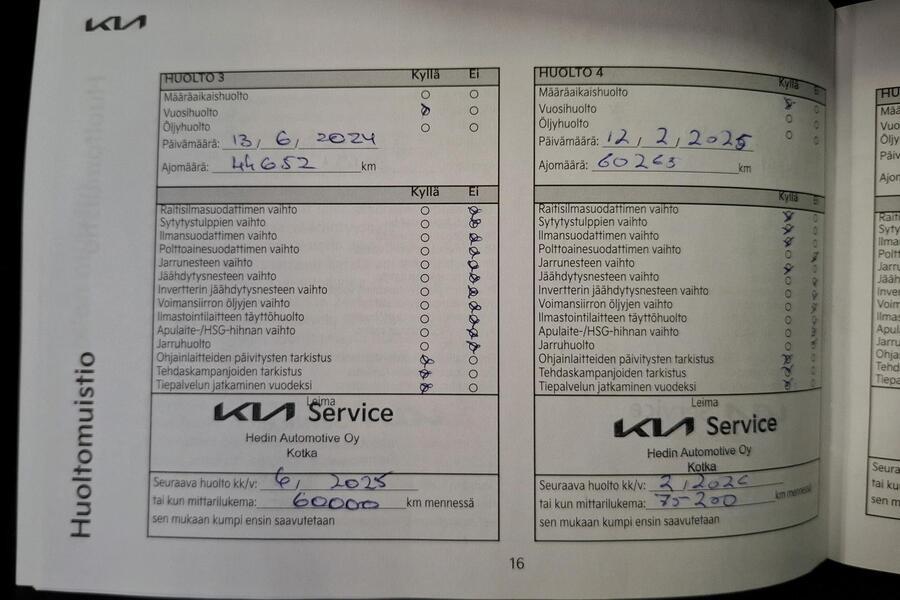 KIA
Huoltomuistio
HUOLTO 3 Kyllä Ei
Määräaikaishuolto
Vuosihuolto
Öljyhuolto
Päivämäärä: 13, 6, 2024
Ajomäärä: 44652 km
Kyllä Ei
Raitisilmasuodattimen vaihto
Sytytystulppien vaihto
Ilmansuodattimen vaihto
Polttoainesuodattimen vaihto
Jarrunesteen vaihto
Jäähdytysnesteen vaihto
Invertterin jäähdytysnesteen vaihto
Voimansiirron öljyjen vaihto
Ilmastointilaitteen täyttöhuolto
Apulaite-/HSG-hihnan vaihto
Jarruhuolto
Ohjainlaitteiden päivitysten tarkistus
Tehdaskampanjoiden tarkistus
Tiepalvelun jatkaminen vuodeksi
Leima
KIA Service
Hedin Automotive Oy
Kotka
Seuraava huolto kk/v: 6, 2025
tai kun mittarilukema: 60000 km mennessä
sen mukaan kumpi ensin saavutetaan
HUOLTO 4 Kyllä Ei
Määräaikaishuolto
Vuosihuolto
Öljyhuolto
Päivämäärä: 12, 2, 2025
Ajomäärä: 60263 km
Kyllä Ei
Raitisilmasuodattimen vaihto
Sytytystulppien vaihto
Ilmansuodattimen vaihto
Polttoainesuodattimen vaihto
Jarrunesteen vaihto
Jäähdytysnesteen vaihto
Invertterin jäähdytysnesteen vaihto
Voimansiirron öljyjen vaihto
Ilmastointilaitteen täyttöhuolto
Apulaite-/HSG-hihnan vaihto
Jarruhuolto
Ohjainlaitteiden päivitysten tarkistus
Tehdaskampanjoiden tarkistus
Tiepalvelun jatkaminen vuodeksi
Leima
KIA Service
Hedin Automotive Oy
Kotka
Seuraava huolto kk/v: 2, 2026
tai kun mittarilukema: 75200 km mennessä
sen mukaan kumpi ensin saavutetaan
16